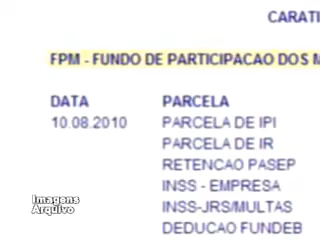 CARATI
FPM - FUNDO DE PARTICIPACAO DOS M
DATA PARCELA
10.08.2010 PARCELA DE IPI
PARCELA DE IR
RETENCAO PASEP
INSS - EMPRESA
INSS-JRS/MULTAS
DEDUCAO FUNDEB
Imagens
Arquivo